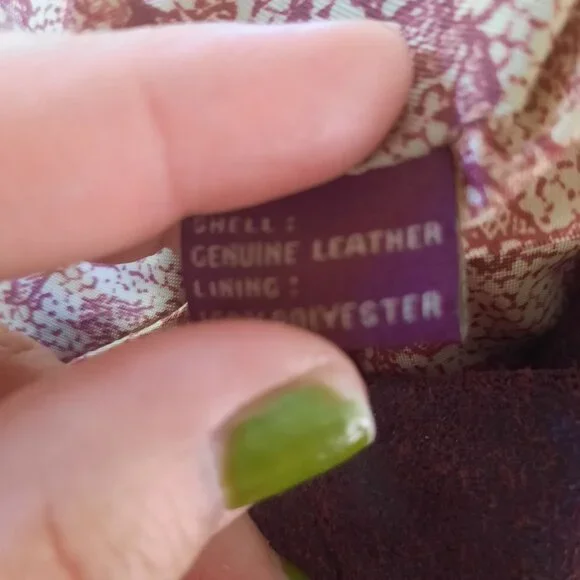 SHELL :
GENUINE LEATHER
LINING :
POLYESTER